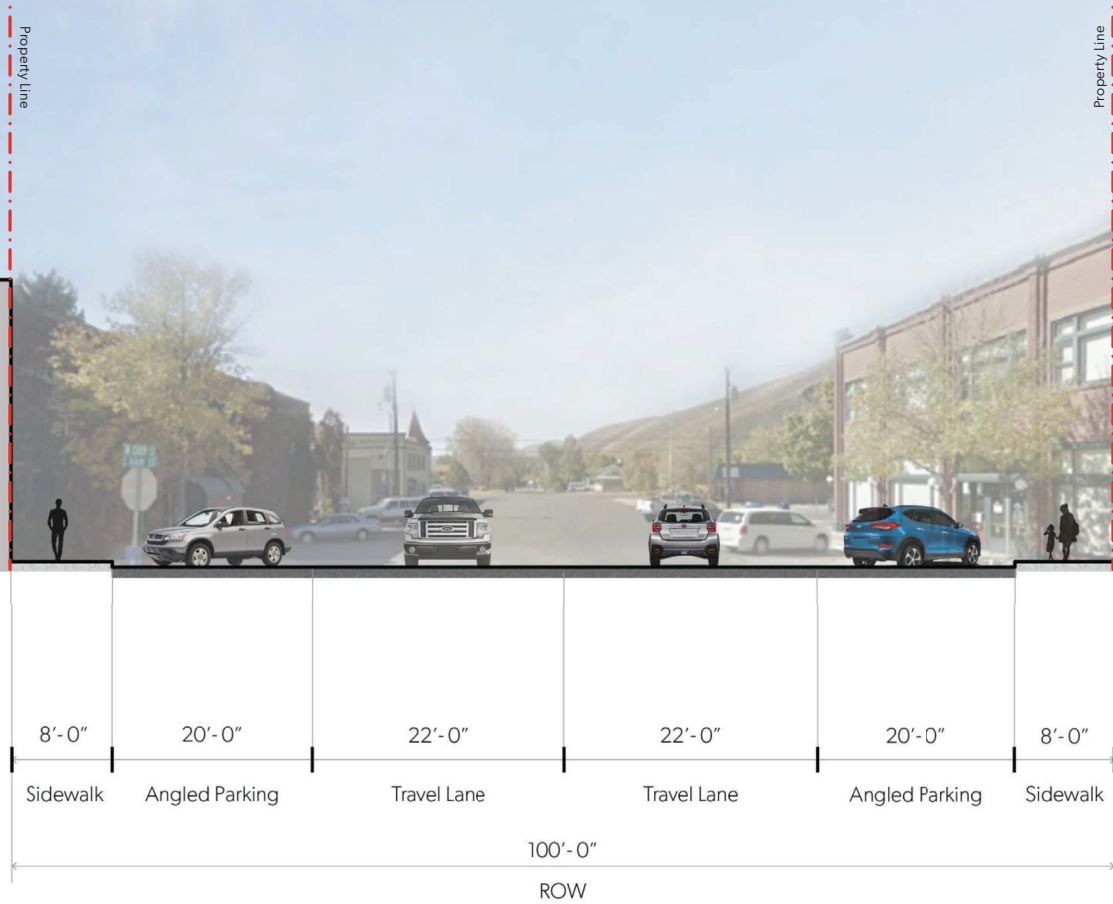 Property Line
Property Line
8'-0" 20'-0" 22'-0" 22'-0" 20'-0" 8'-0"
Sidewalk Angled Parking Travel Lane Travel Lane Angled Parking Sidewalk
100'-0"
ROW